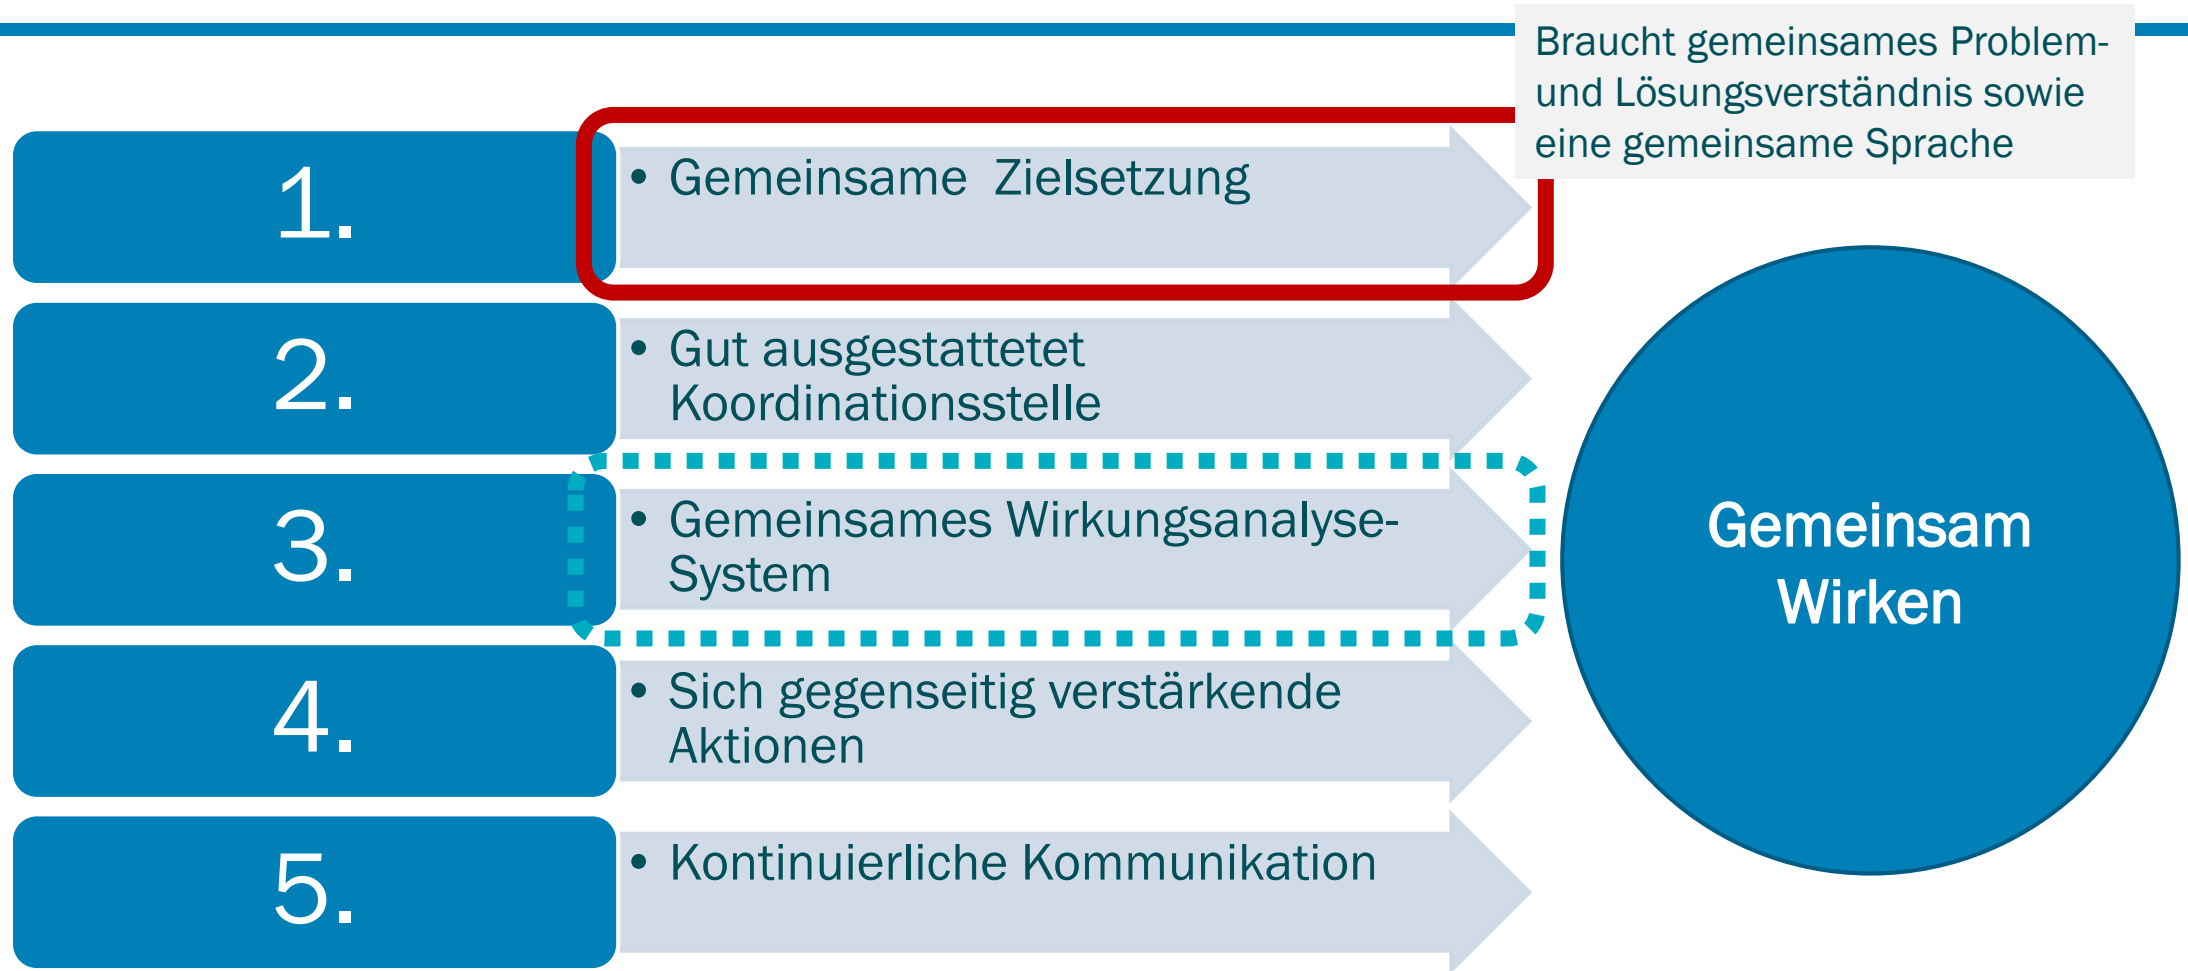 Braucht gemeinsames Problem-
und Lösungsverständnis sowie
eine gemeinsame Sprache
1.
• Gemeinsame  Zielsetzung
2.
• Gut ausgestattetet
Koordinationsstelle
3.
• Gemeinsames Wirkungsanalyse-
System
4.
• Sich gegenseitig verstärkende
Aktionen
5.
• Kontinuierliche Kommunikation
Gemeinsam
Wirken